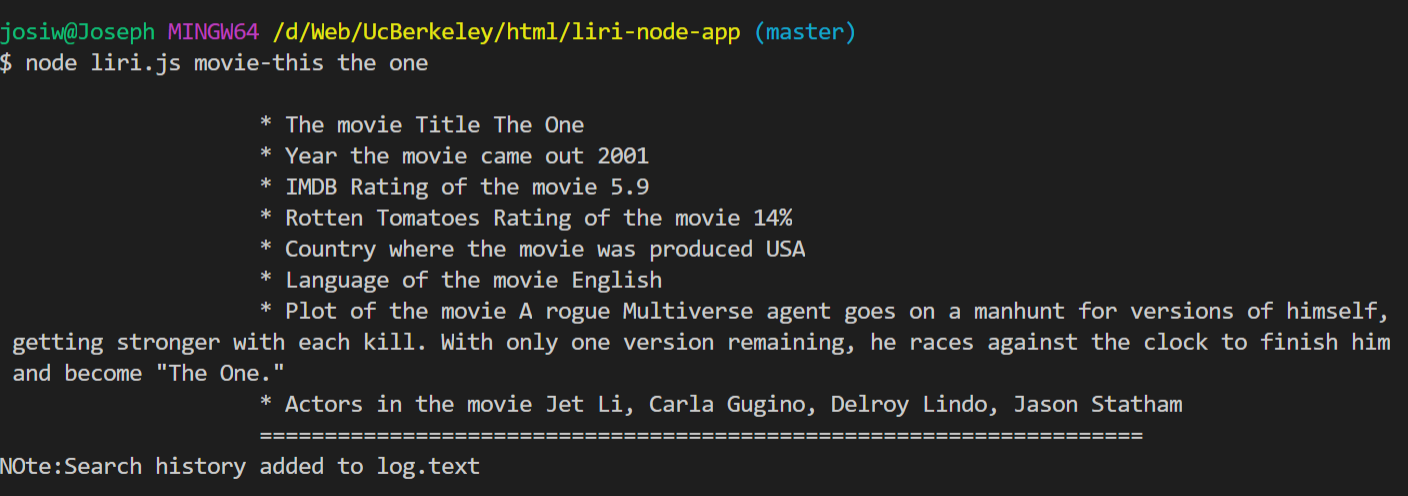 josiw@Joseph MINGW64 /d/Web/UcBerkeley/html/liri-node-app (master)
$ node liri.js movie-this the one
* The movie Title The One
* Year the movie came out 2001
* IMDB Rating of the movie 5.9
* Rotten Tomatoes Rating of the movie 14%
* Country where the movie was produced USA
* Language of the movie English
* Plot of the movie A rogue Multiverse agent goes on a manhunt for versions of himself,
getting stronger with each kill. With only one version remaining, he races against the clock to finish him
and become "The One."
* Actors in the movie Jet Li, Carla Gugino, Delroy Lindo, Jason Statham
====================================================================
NOte:Search history added to log.text